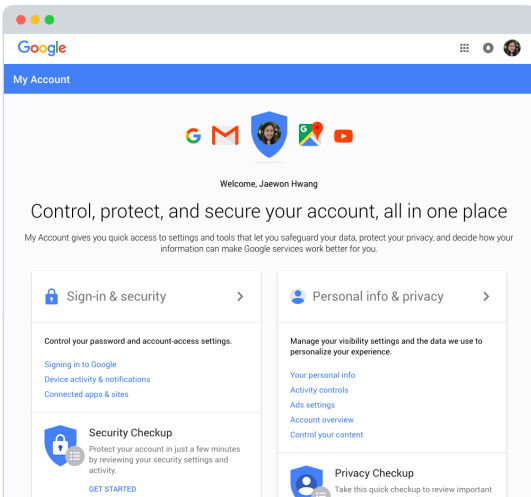 Google
My Account
G
Welcome, Jaewon Hwang
Control, protect, and secure your account, all in one place
My Account gives you quick access to settings and tools that let you safeguard your data, protect your privacy, and decide how your
information can make Google services work better for you.
Sign-in & security
Control your password and account-access settings.
Signing in to Google
Device activity & notifications
Connected apps & sites
Security Checkup
Protect your account in just a few minutes
by reviewing your security settings and
activity.
GET STARTED
Personal info & privacy
Manage your visibility settings and the data we use to
personalize your experience.
Your personal info
Activity controls
Ads settings
Account overview
Control your content
Privacy Checkup
Take this quick checkup to review important